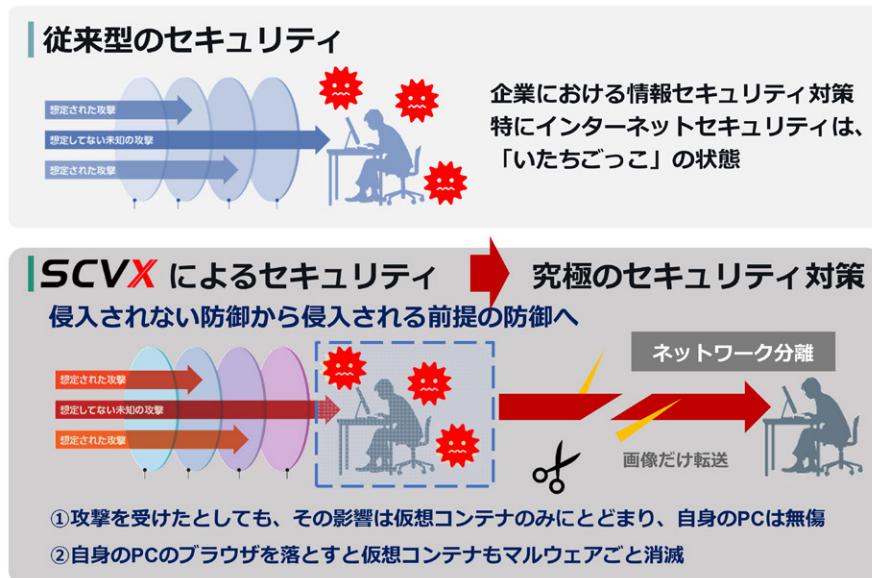 従来型のセキュリティ
想定された攻撃
想定してない未知の攻撃
想定された攻撃
企業における情報セキュリティ対策
特にインターネットセキュリティは、
「いたちごっこ」の状態
SCVX によるセキュリティ
究極のセキュリティ対策
侵入されない防御から侵入される前提の防御へ
想定された攻撃
想定してない未知の攻撃
想定された攻撃
ネットワーク分離
画像だけ転送
①攻撃を受けたとしても、その影響は仮想コンテナのみにとどまり、自身のPCは無傷
②自身のPCのブラウザを落とすと仮想コンテナもマルウェアごと消滅